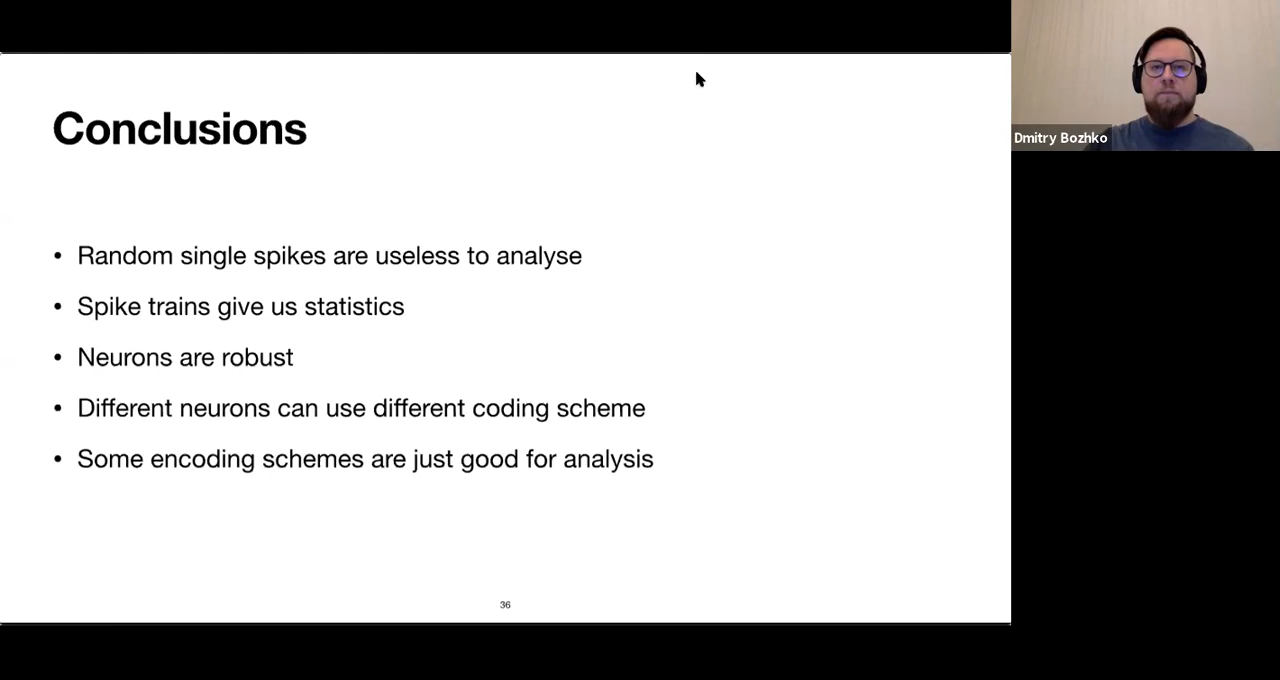 Conclusions
• Random single spikes are useless to analyse
• Spike trains give us statistics
• Neurons are robust
• Different neurons can use different coding scheme
• Some encoding schemes are just good for analysis
36
Dmitry Bozhko